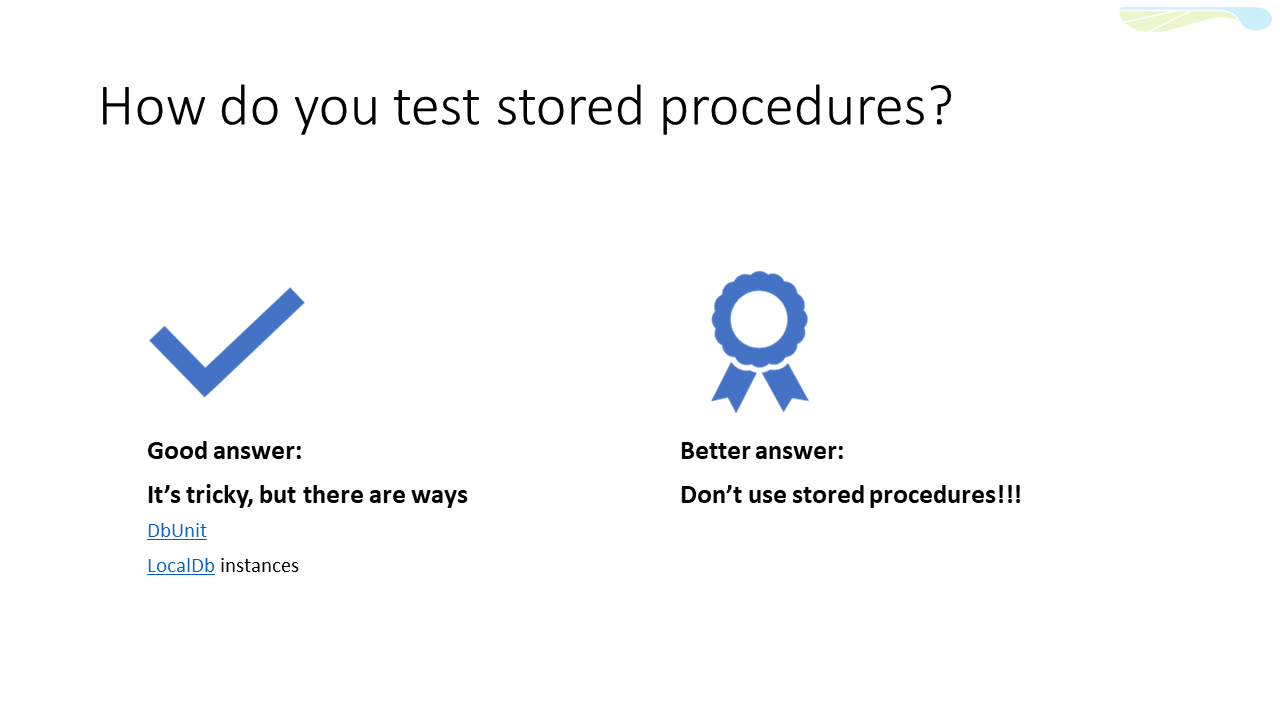 How do you test stored procedures?
Good answer:
It’s tricky, but there are ways
DbUnit
LocalDb instances
Better answer:
Don’t use stored procedures!!!